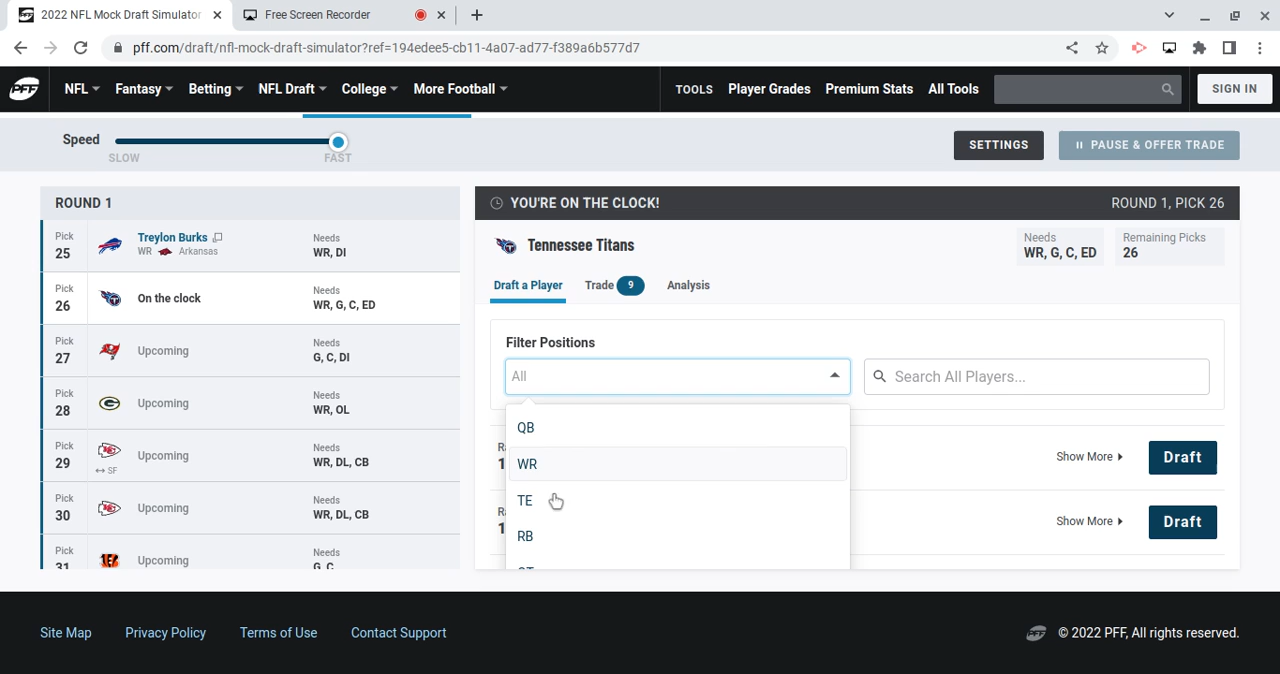 2022 NFL Mock Draft Simulator
Free Screen Recorder
pff.com/draft/nfl-mock-draft-simulator?ref=194edee5-cb11-4a07-ad77-f389a6b577d7
PFF
NFL
Fantasy
Betting
NFL Draft
College
More Football
TOOLS
Player Grades
Premium Stats
All Tools
SIGN IN
Speed
SLOW
FAST
SETTINGS
PAUSE & OFFER TRADE
ROUND 1
Pick
25
Treylon Burks
WR
Arkansas
Needs
WR, DI
Pick
26
On the clock
Needs
WR, G, C, ED
Pick
27
Upcoming
Needs
G, C, DI
Pick
28
Upcoming
Needs
WR, OL
Pick
29
↔ SF
Upcoming
Needs
WR, DL, CB
Pick
30
Upcoming
Needs
WR, DL, CB
Pick
31
Upcoming
Needs
G, C
YOU'RE ON THE CLOCK!
ROUND 1, PICK 26
Tennessee Titans
Needs
WR, G, C, ED
Remaining Picks
26
Draft a Player
Trade 9
Analysis
Filter Positions
All
Search All Players...
QB
WR
TE
RB
Show More
Draft
Show More
Draft
Site Map
Privacy Policy
Terms of Use
Contact Support
PFF
© 2022 PFF, All rights reserved.